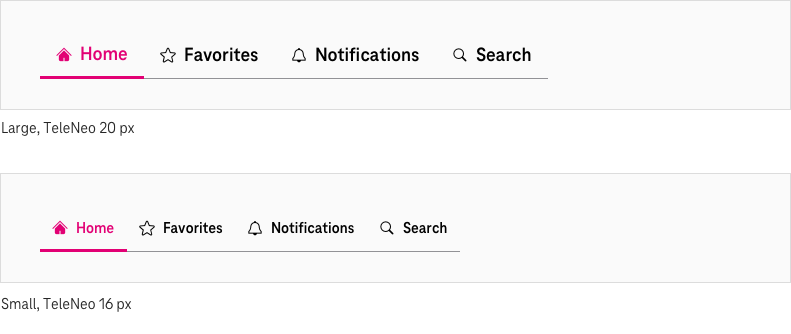 Home Favorites Notifications Search
Large, TeleNeo 20 px
Home Favorites Notifications Search
Small, TeleNeo 16 px